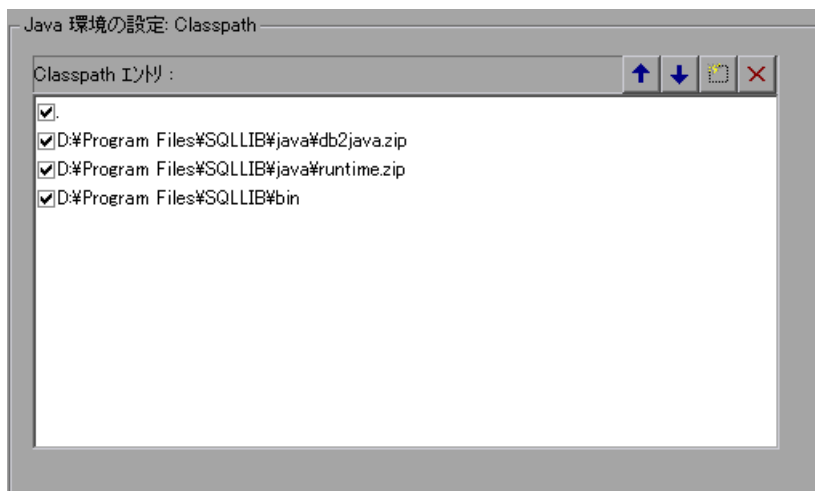 Java 環境の設定: Classpath
Classpath エントリ :
.
D:¥Program Files¥SQLLIB¥java¥db2java.zip
D:¥Program Files¥SQLLIB¥java¥runtime.zip
D:¥Program Files¥SQLLIB¥bin